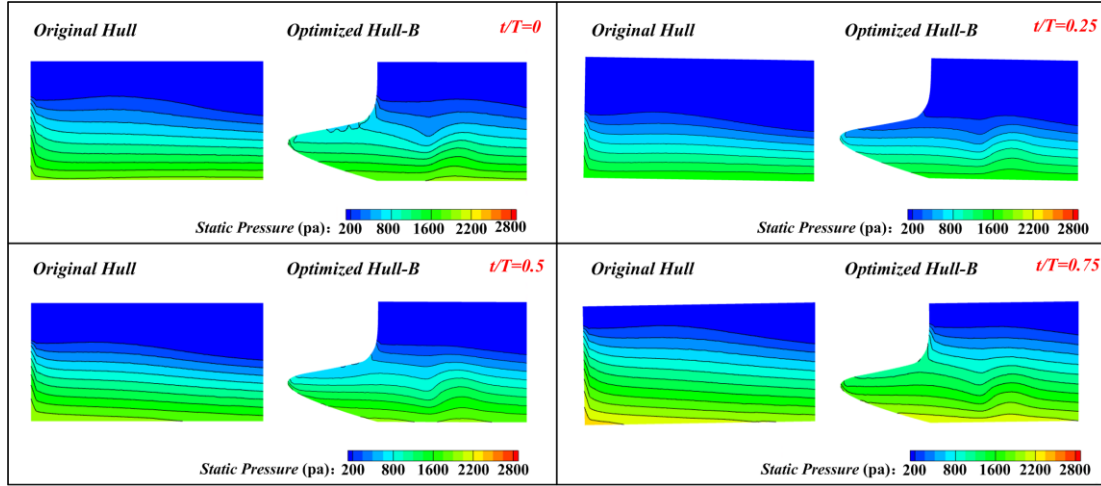 Original Hull Optimized Hull-B t/T=0
Static Pressure (pa): 200 800 1600 2200 2800
Original Hull Optimized Hull-B t/T=0.25
Static Pressure (pa): 200 800 1600 2200 2800
Original Hull Optimized Hull-B t/T=0.5
Static Pressure (pa): 200 800 1600 2200 2800
Original Hull Optimized Hull-B t/T=0.75
Static Pressure (pa): 200 800 1600 2200 2800